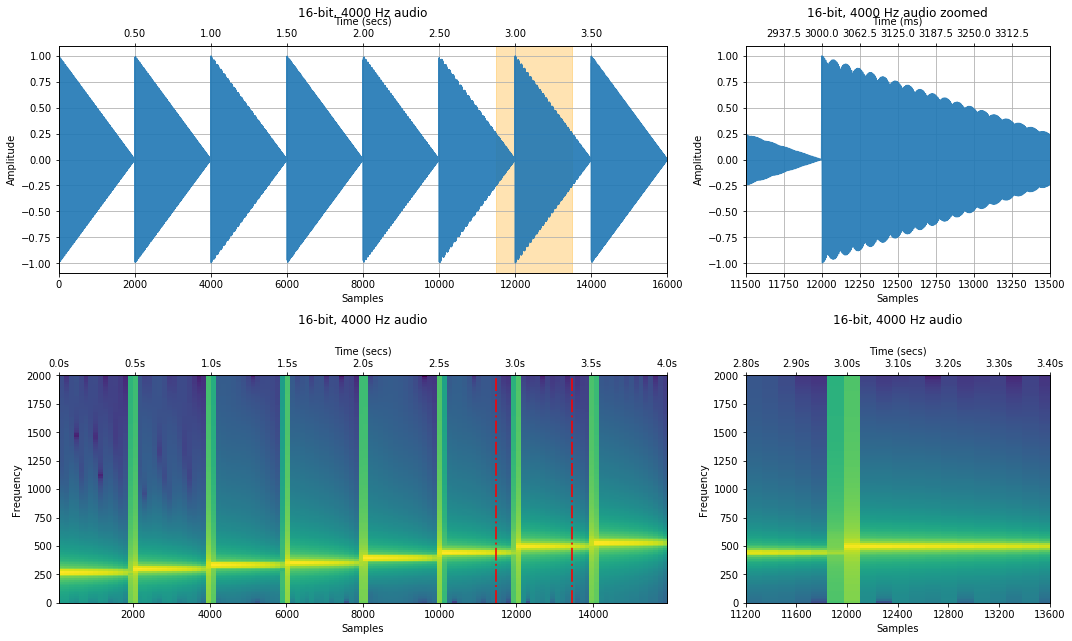 16-bit, 4000 Hz audio
Time (secs)
0.50 1.00 1.50 2.00 2.50 3.00 3.50
1.00
0.75
0.50
0.25
0.00
−0.25
−0.50
−0.75
−1.00
Amplitude
0 2000 4000 6000 8000 10000 12000 14000 16000
Samples
16-bit, 4000 Hz audio zoomed
Time (ms)
2937.5 3000.0 3062.5 3125.0 3187.5 3250.0 3312.5
1.00
0.75
0.50
0.25
0.00
−0.25
−0.50
−0.75
−1.00
Amplitude
11500 11750 12000 12250 12500 12750 13000 13250 13500
Samples
16-bit, 4000 Hz audio
Time (secs)
0.0s 0.5s 1.0s 1.5s 2.0s 2.5s 3.0s 3.5s 4.0s
2000
1750
1500
1250
1000
750
500
250
0
Frequency
2000 4000 6000 8000 10000 12000 14000
Samples
16-bit, 4000 Hz audio
Time (secs)
2.80s 2.90s 3.00s 3.10s 3.20s 3.30s 3.40s
2000
1750
1500
1250
1000
750
500
250
0
Frequency
11200 11600 12000 12400 12800 13200 13600
Samples